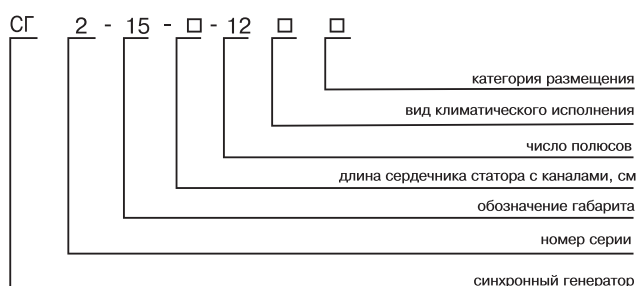 СГ 2 - 15 - □ - 12 □ □
категория размещения
вид климатического исполнения
число полюсов
длина сердечника статора с каналами, см
обозначение габарита
номер серии
синхронный генератор